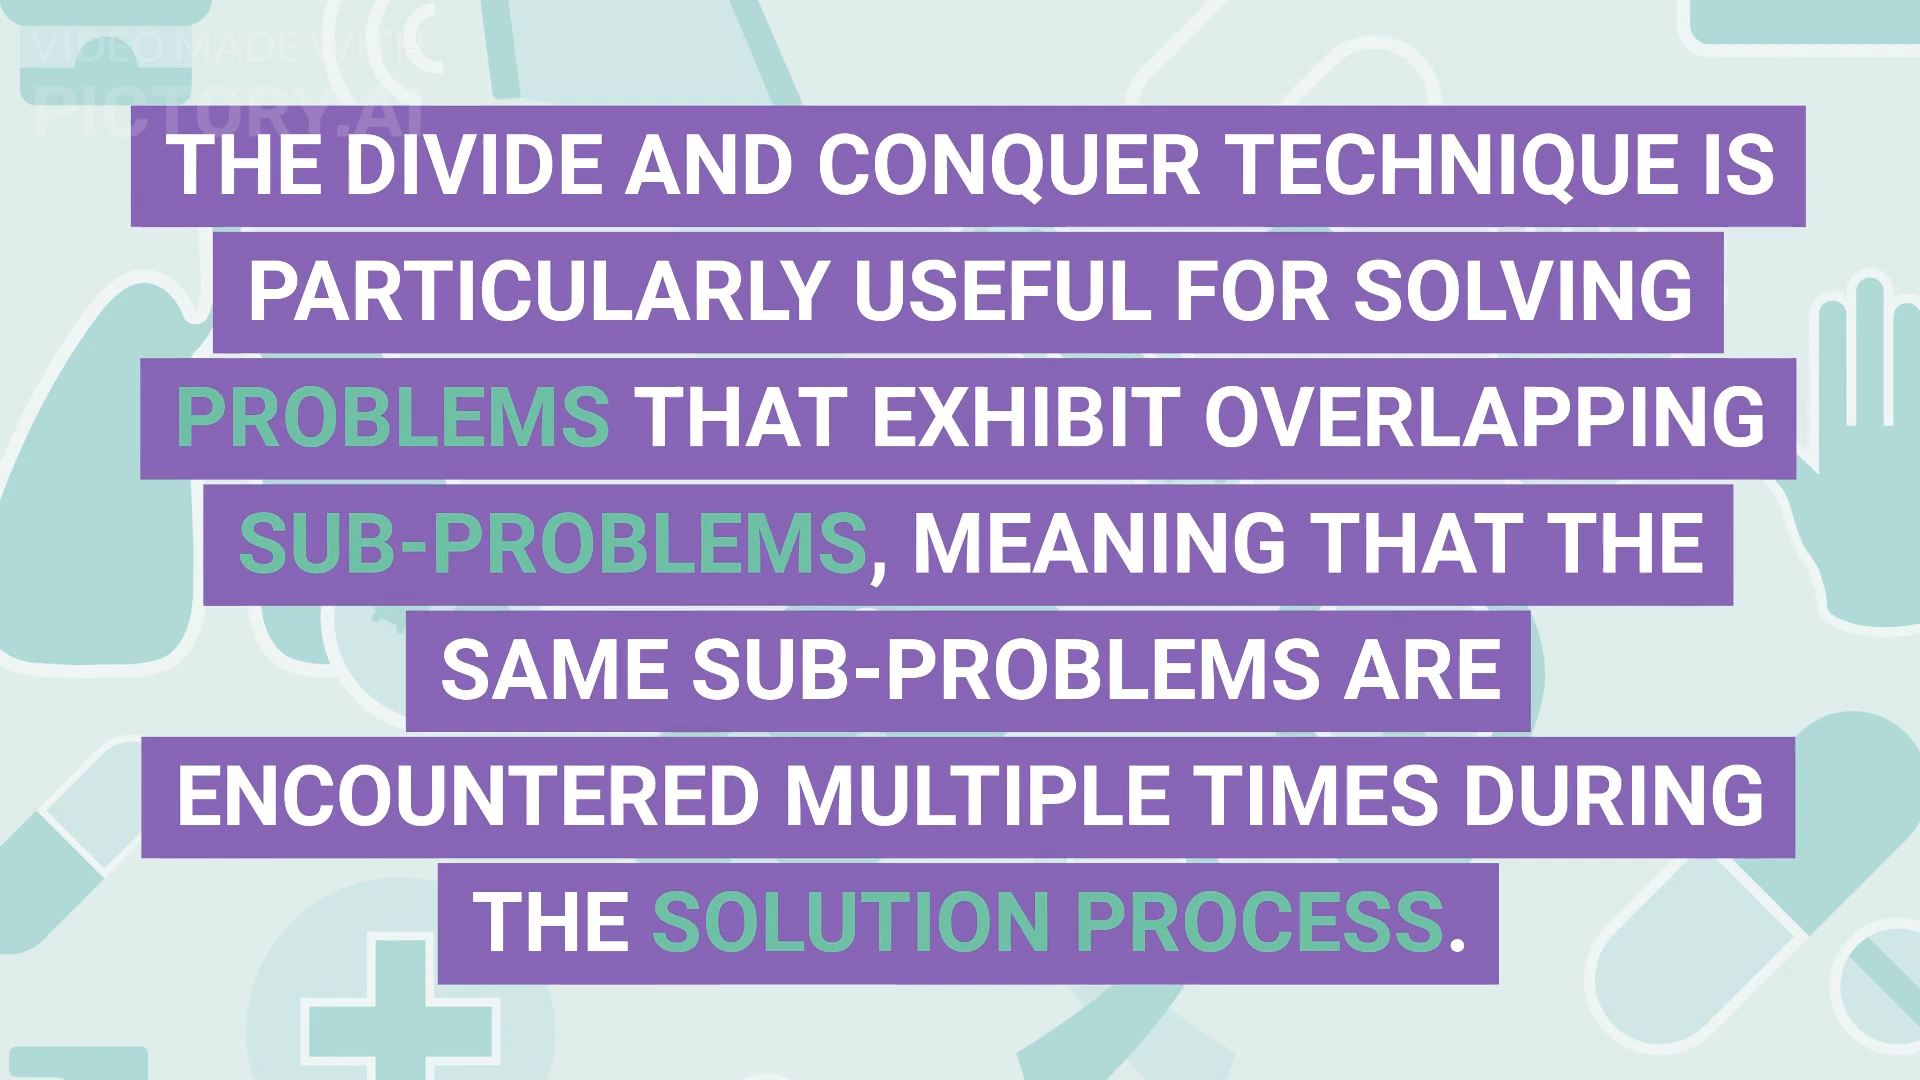 VIDEO MADE WITH
PICTORY.AI
THE DIVIDE AND CONQUER TECHNIQUE IS
PARTICULARLY USEFUL FOR SOLVING
PROBLEMS THAT EXHIBIT OVERLAPPING
SUB-PROBLEMS, MEANING THAT THE
SAME SUB-PROBLEMS ARE
ENCOUNTERED MULTIPLE TIMES DURING
THE SOLUTION PROCESS.